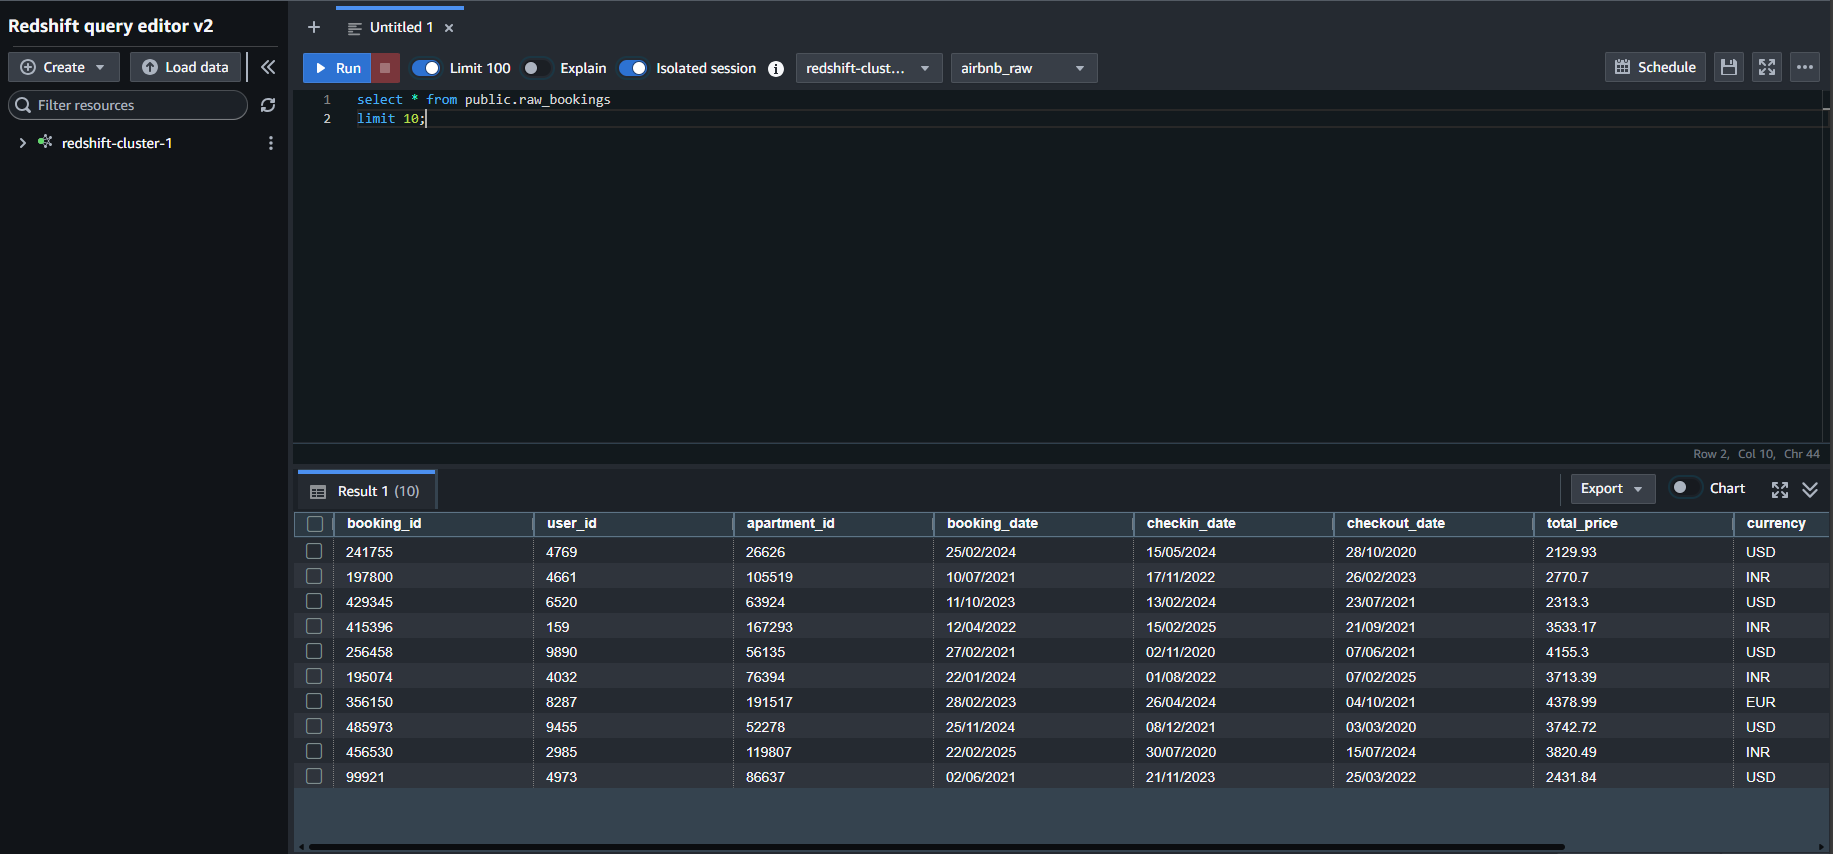 Redshift query editor v2
Create
Load data
Filter resources
redshift-cluster-1
Untitled 1
Run
Limit 100
Explain
Isolated session
redshift-clust...
airbnb_raw
Schedule
1 select * from public.raw_bookings
2 limit 10;
Row 2, Col 10, Chr 44
Result 1 (10)
Export
Chart
booking_id user_id apartment_id booking_date checkin_date checkout_date total_price currency
241755 4769 26626 25/02/2024 15/05/2024 28/10/2020 2129.93 USD
197800 4661 105519 10/07/2021 17/11/2022 26/02/2023 2770.7 INR
429345 6520 63924 11/10/2023 13/02/2024 23/07/2021 2313.3 USD
415396 159 167293 12/04/2022 15/02/2025 21/09/2021 3533.17 INR
256458 9890 56135 27/02/2021 02/11/2020 07/06/2021 4155.3 USD
195074 4032 76394 22/01/2024 01/08/2022 07/02/2025 3713.39 INR
356150 8287 191517 28/02/2023 26/04/2024 04/10/2021 4378.99 EUR
485973 9455 52278 25/11/2024 08/12/2021 03/03/2020 3742.72 USD
456530 2985 119807 22/02/2025 30/07/2020 15/07/2024 3820.49 INR
99921 4973 86637 02/06/2021 21/11/2023 25/03/2022 2431.84 USD